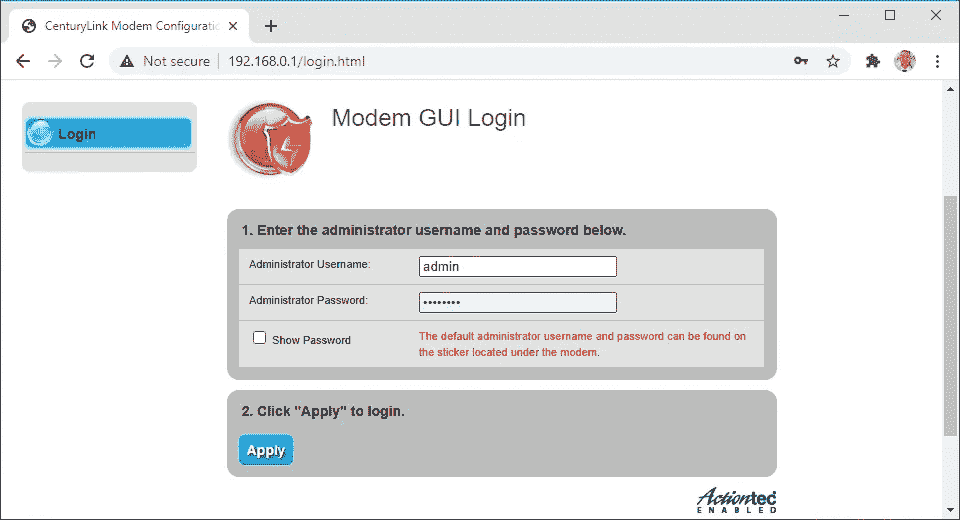 CenturyLink Modem Configuratic
Not secure 192.168.0.1/login.html
Login
Modem GUI Login
1. Enter the administrator username and password below.
Administrator Username: admin
Administrator Password: ••••••••
Show Password
The default administrator username and password can be found on
the sticker located under the modem.
2. Click "Apply" to login.
Apply
Actiontec
ENABLED